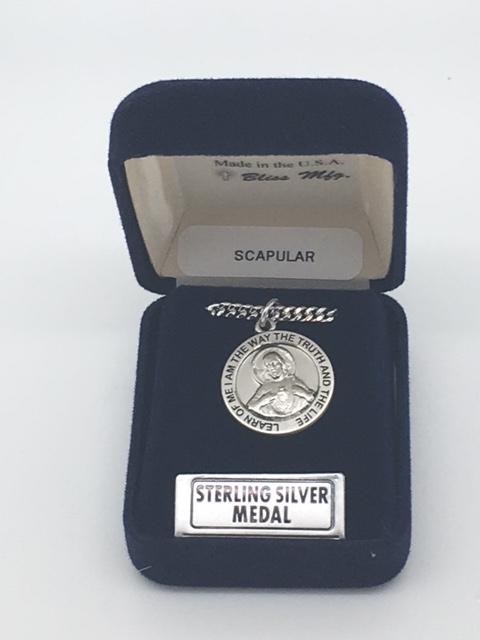 Made in the U.S.A.
Bliss Mfg.
SCAPULAR
LEARN OF ME I AM THE WAY THE TRUTH AND THE LIFE
STERLING SILVER
MEDAL